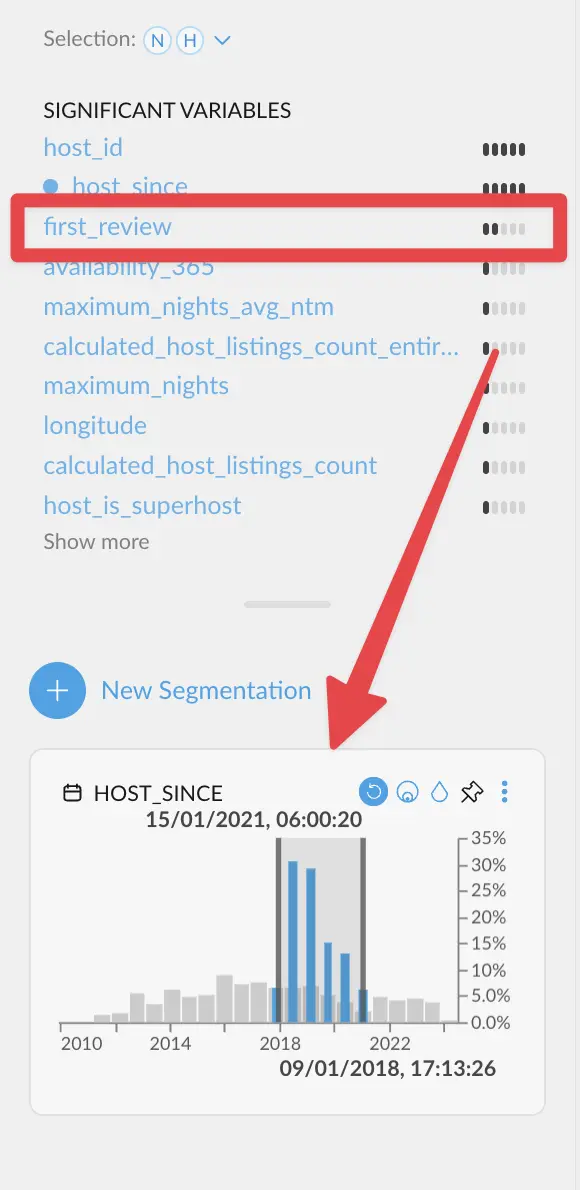 Selection: N H
SIGNIFICANT VARIABLES
host_id
host_since
first_review
availability_365
maximum_nights_avg_ntm
calculated_host_listings_count_entir...
maximum_nights
longitude
calculated_host_listings_count
host_is_superhost
Show more
+ New Segmentation
HOST_SINCE
15/01/2021, 06:00:20
35%
30%
25%
20%
15%
10%
5.0%
0.0%
2010 2014 2018 2022
09/01/2018, 17:13:26